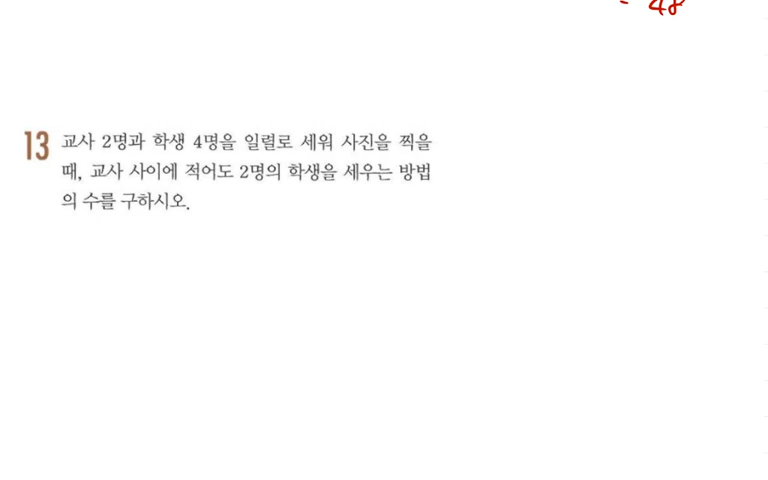 = 48
13 교사 2명과 학생 4명을 일렬로 세워 사진을 찍을
때, 교사 사이에 적어도 2명의 학생을 세우는 방법
의 수를 구하시오.